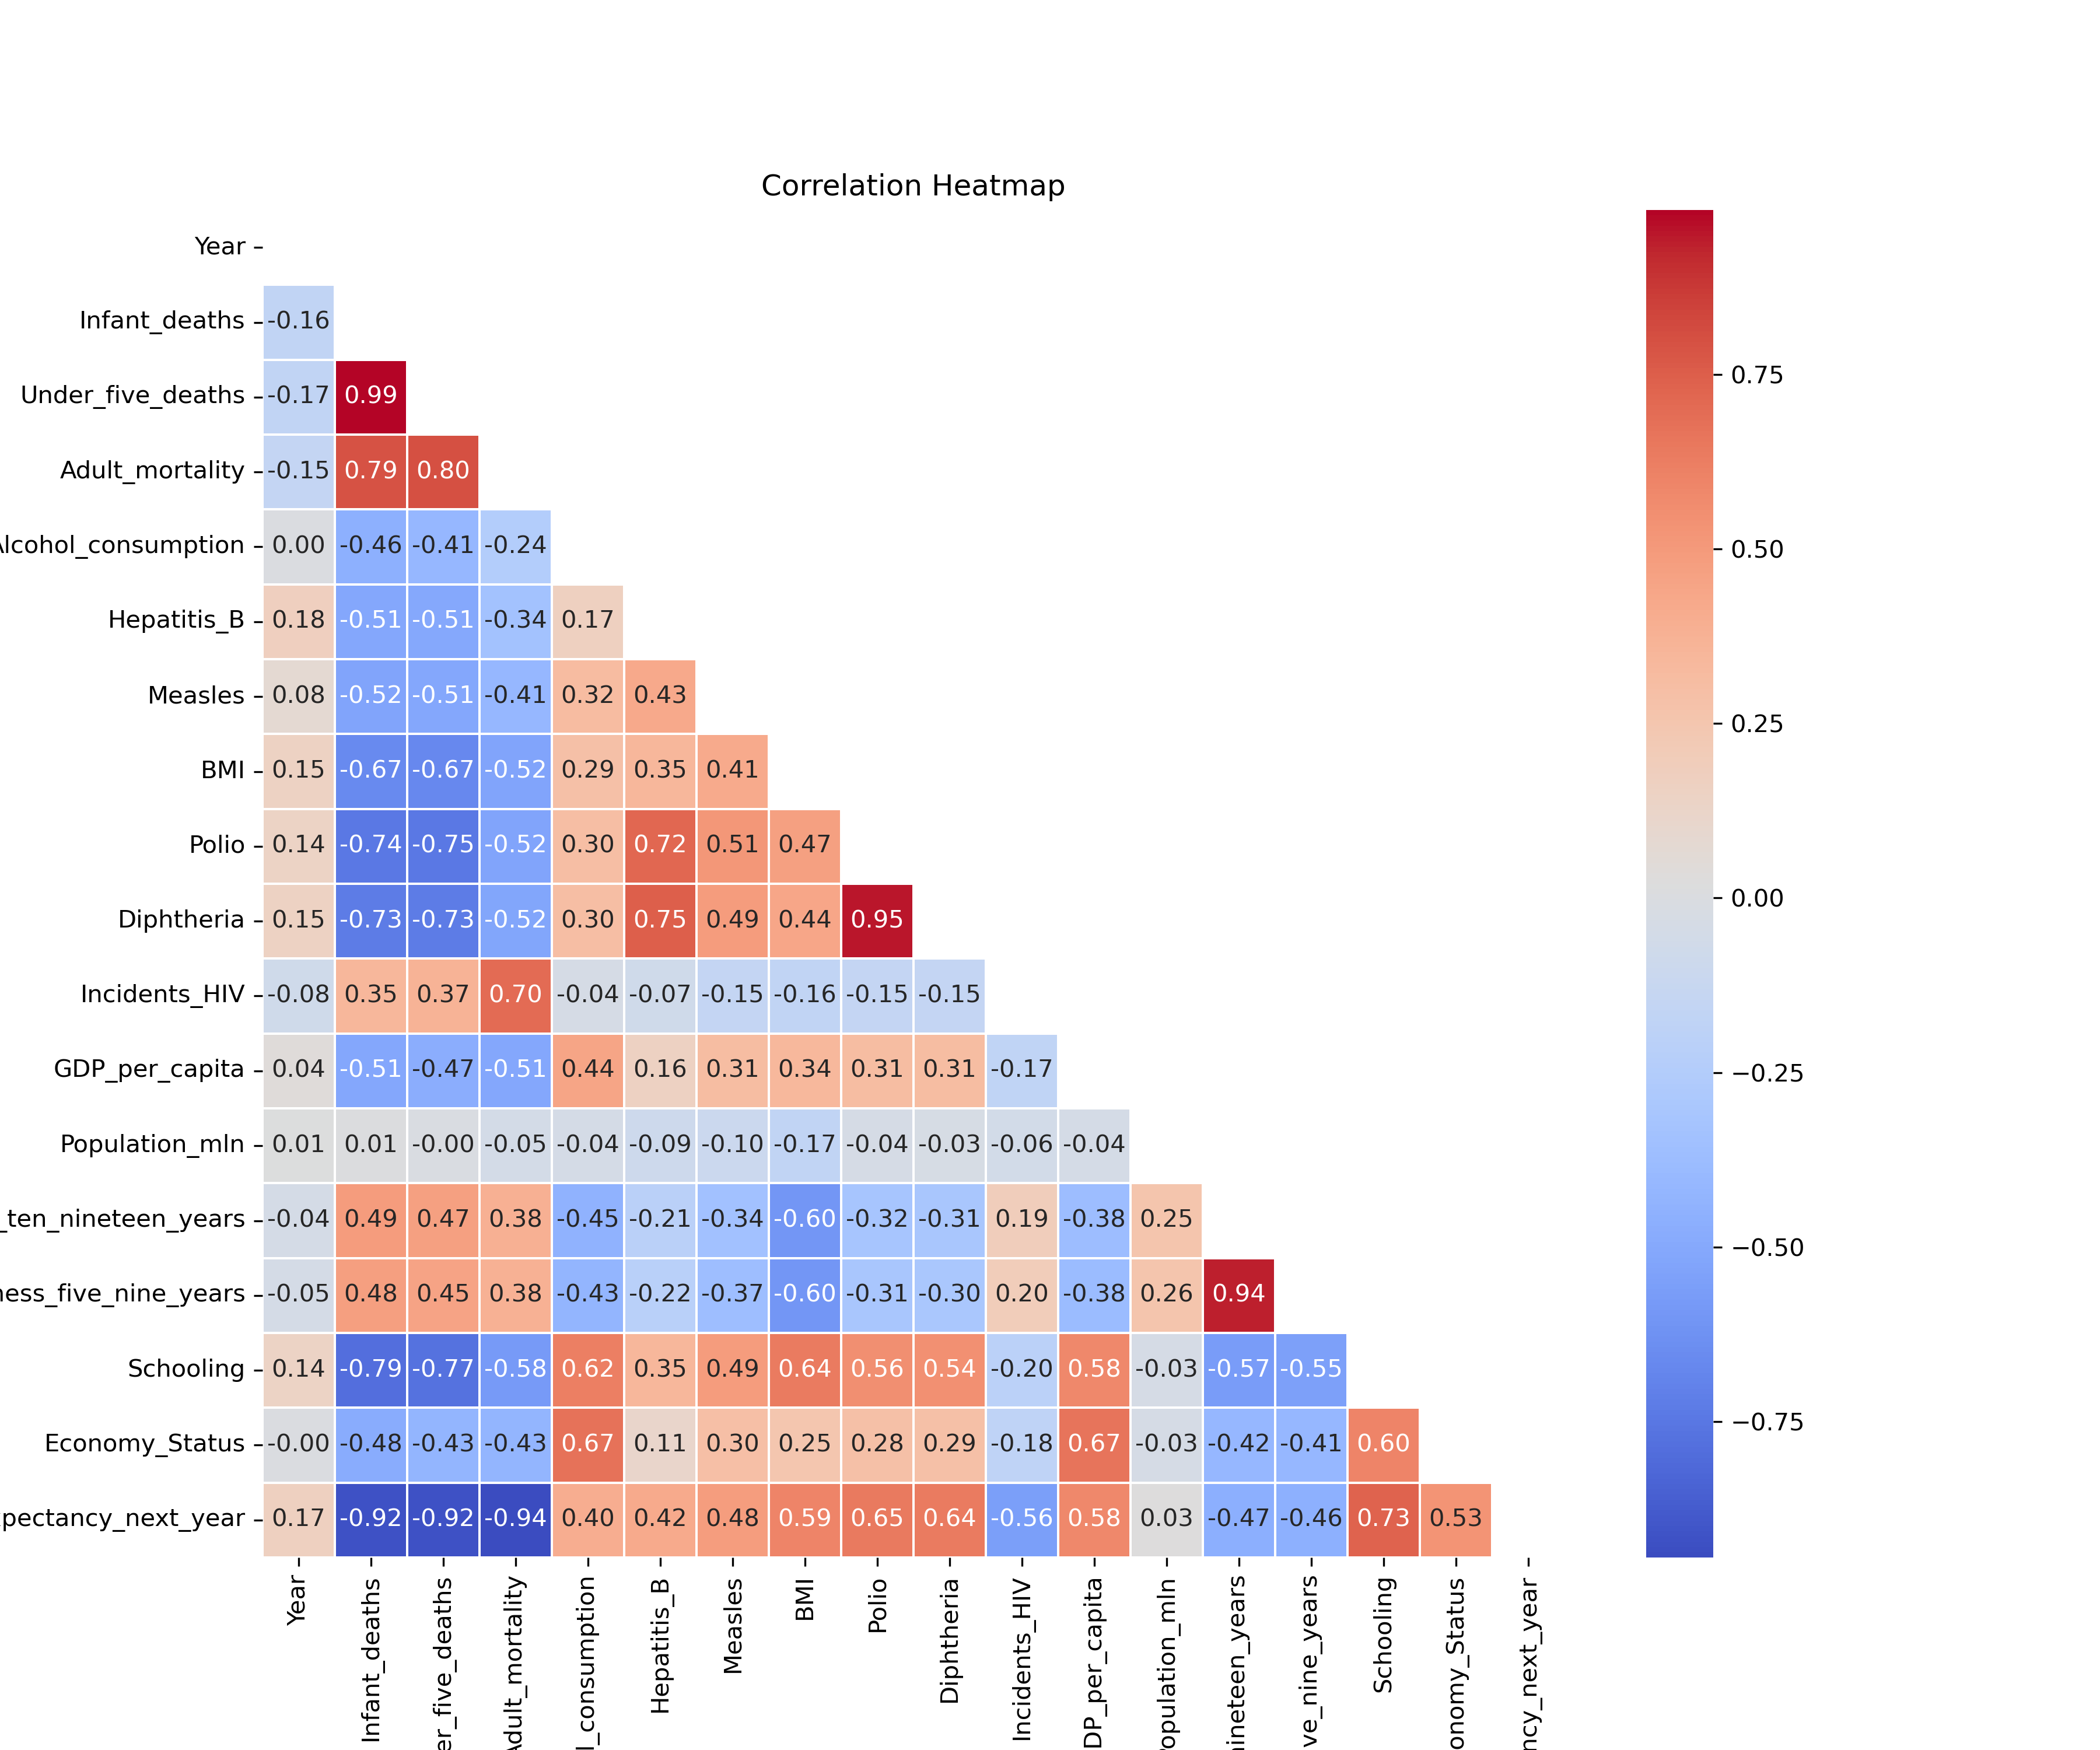 Correlation Heatmap
Year
Infant_deaths -0.16
Under_five_deaths -0.17 0.99
Adult_mortality -0.15 0.79 0.80
lcohol_consumption 0.00 -0.46 -0.41 -0.24
Hepatitis_B 0.18 -0.51 -0.51 -0.34 0.17
Measles 0.08 -0.52 -0.51 -0.41 0.32 0.43
BMI 0.15 -0.67 -0.67 -0.52 0.29 0.35 0.41
Polio 0.14 -0.74 -0.75 -0.52 0.30 0.72 0.51 0.47
Diphtheria 0.15 -0.73 -0.73 -0.52 0.30 0.75 0.49 0.44 0.95
Incidents_HIV -0.08 0.35 0.37 0.70 -0.04 -0.07 -0.15 -0.16 -0.15 -0.15
GDP_per_capita 0.04 -0.51 -0.47 -0.51 0.44 0.16 0.31 0.34 0.31 0.31 -0.17
Population_mln 0.01 0.01 -0.00 -0.05 -0.04 -0.09 -0.10 -0.17 -0.04 -0.03 -0.06 -0.04
_ten_nineteen_years -0.04 0.49 0.47 0.38 -0.45 -0.21 -0.34 -0.60 -0.32 -0.31 0.19 -0.38 0.25
ness_five_nine_years -0.05 0.48 0.45 0.38 -0.43 -0.22 -0.37 -0.60 -0.31 -0.30 0.20 -0.38 0.26 0.94
Schooling 0.14 -0.79 -0.77 -0.58 0.62 0.35 0.49 0.64 0.56 0.54 -0.20 0.58 -0.03 -0.57 -0.55
Economy_Status -0.00 -0.48 -0.43 -0.43 0.67 0.11 0.30 0.25 0.28 0.29 -0.18 0.67 -0.03 -0.42 -0.41 0.60
pectancy_next_year 0.17 -0.92 -0.92 -0.94 0.40 0.42 0.48 0.59 0.65 0.64 -0.56 0.58 0.03 -0.47 -0.46 0.73 0.53
Year
Infant_deaths
er_five_deaths
Adult_mortality
l_consumption
Hepatitis_B
Measles
BMI
Polio
Diphtheria
Incidents_HIV
DP_per_capita
opulation_mln
ineteen_years
ve_nine_years
Schooling
onomy_Status
ncy_next_year
0.75
0.50
0.25
0.00
−0.25
−0.50
−0.75